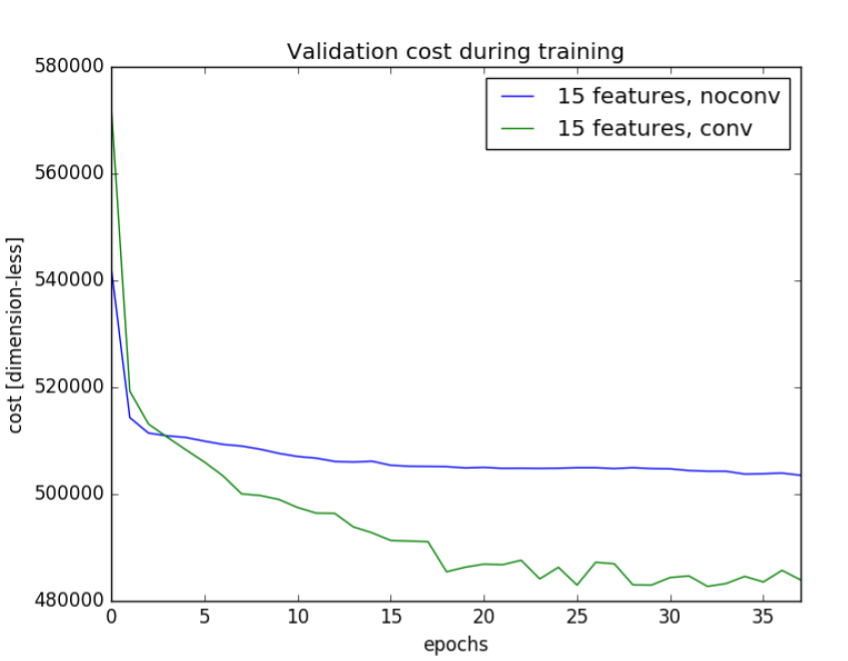 Validation cost during training
580000
560000
540000
520000
500000
480000
cost [dimension-less]
15 features, noconv
15 features, conv
0 5 10 15 20 25 30 35
epochs